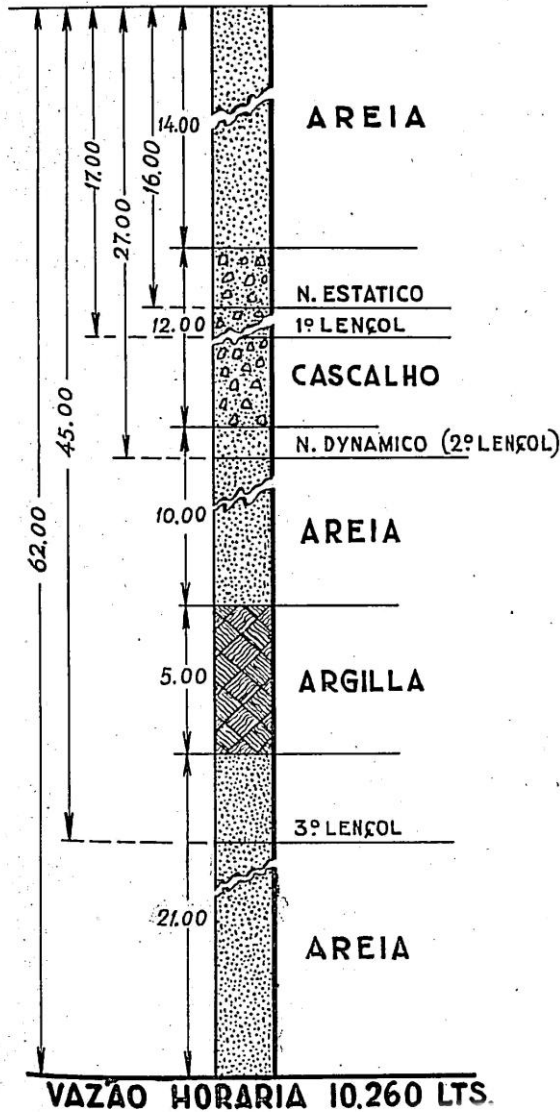 14.00
AREIA
17.00
16.00
27.00
N. ESTATICO
12.00
1º LENÇOL
CASCALHO
45.00
N. DYNAMICO (2º LENÇOL)
62.00
10.00
AREIA
5.00
ARGILLA
3º LENÇOL
21.00
AREIA
VAZÃO HORARIA 10.260 LTS.